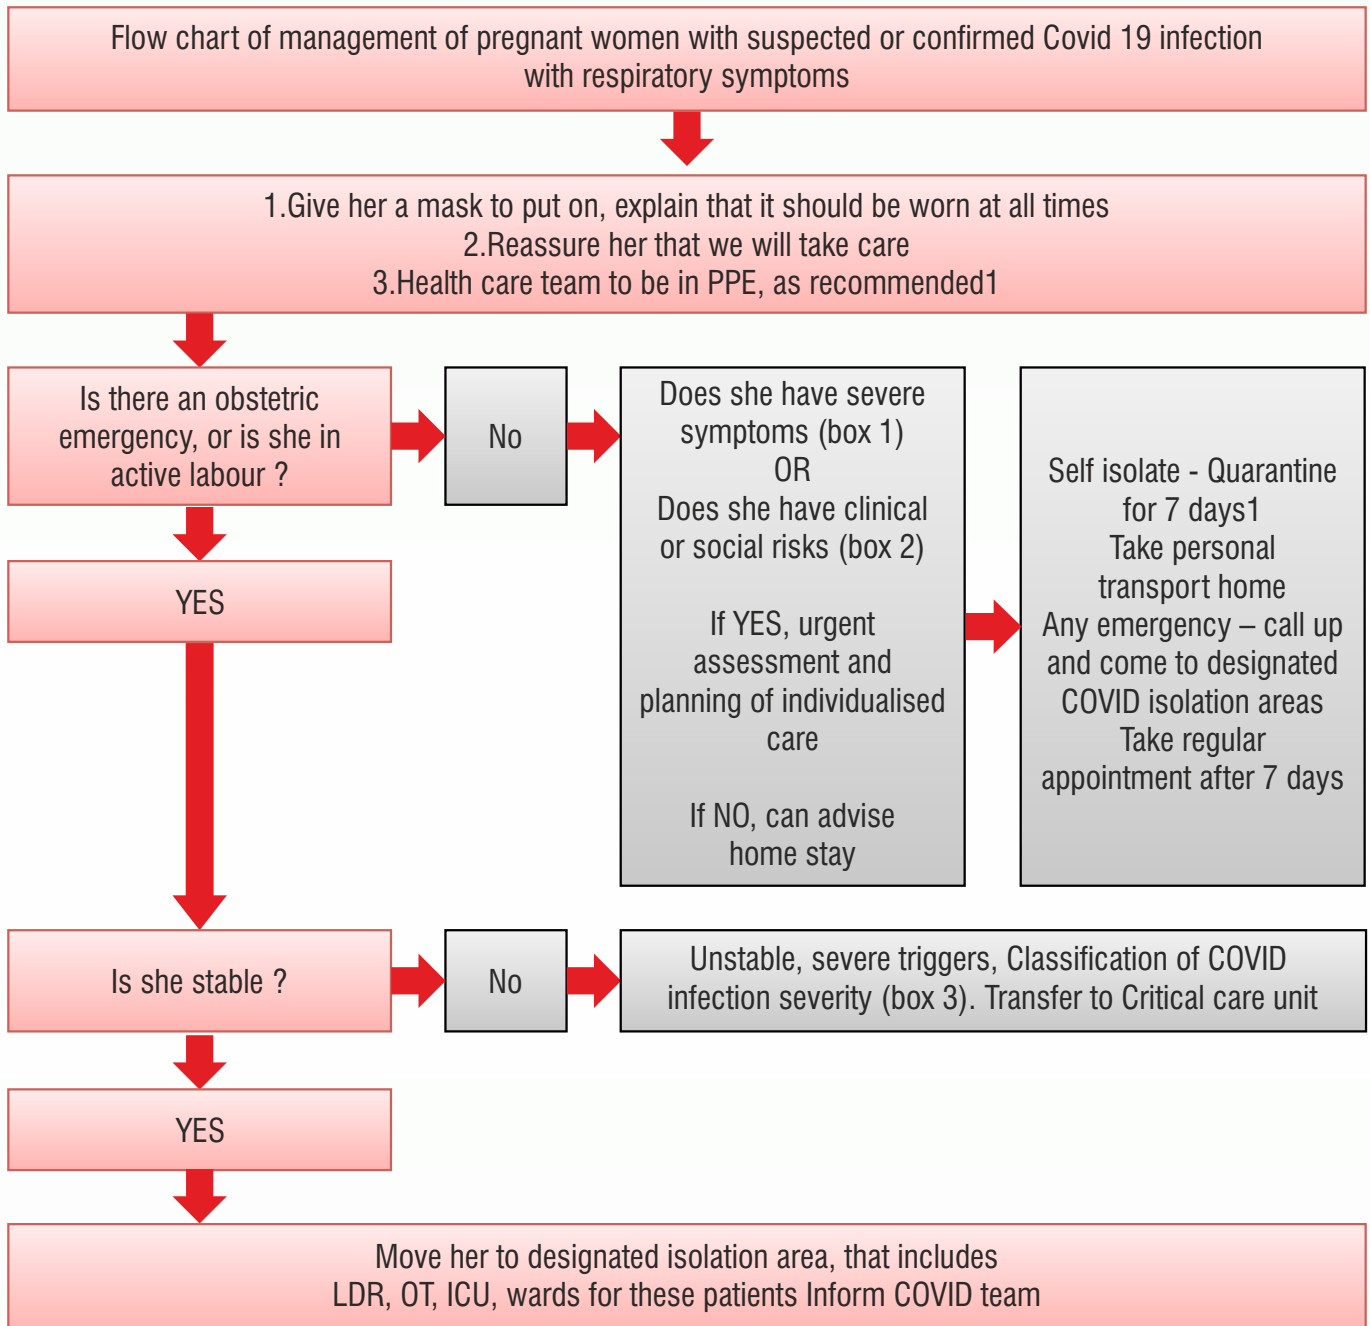 Flow chart of management of pregnant women with suspected or confirmed Covid 19 infection
with respiratory symptoms
1.Give her a mask to put on, explain that it should be worn at all times
2.Reassure her that we will take care
3.Health care team to be in PPE, as recommended1
Is there an obstetric
emergency, or is she in
active labour ?
No
Does she have severe
symptoms (box 1)
OR
Does she have clinical
or social risks (box 2)
If YES, urgent
assessment and
planning of individualised
care
If NO, can advise
home stay
Self isolate - Quarantine
for 7 days1
Take personal
transport home
Any emergency – call up
and come to designated
COVID isolation areas
Take regular
appointment after 7 days
YES
Is she stable ?
No
Unstable, severe triggers, Classification of COVID
infection severity (box 3). Transfer to Critical care unit
YES
Move her to designated isolation area, that includes
LDR, OT, ICU, wards for these patients Inform COVID team